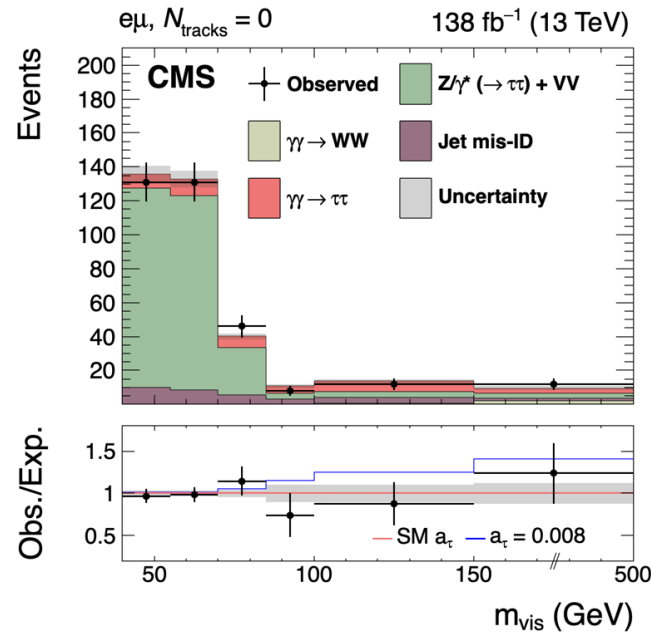 eμ, N_tracks = 0
138 fb⁻¹ (13 TeV)
Events
200
180
160
140
120
100
80
60
40
20
CMS
Observed
Z/γ* (→ ττ) + VV
γγ → WW
Jet mis-ID
γγ → ττ
Uncertainty
Obs./Exp.
1.5
1
0.5
SM a_τ
a_τ = 0.008
50
100
150
500
m_vis (GeV)